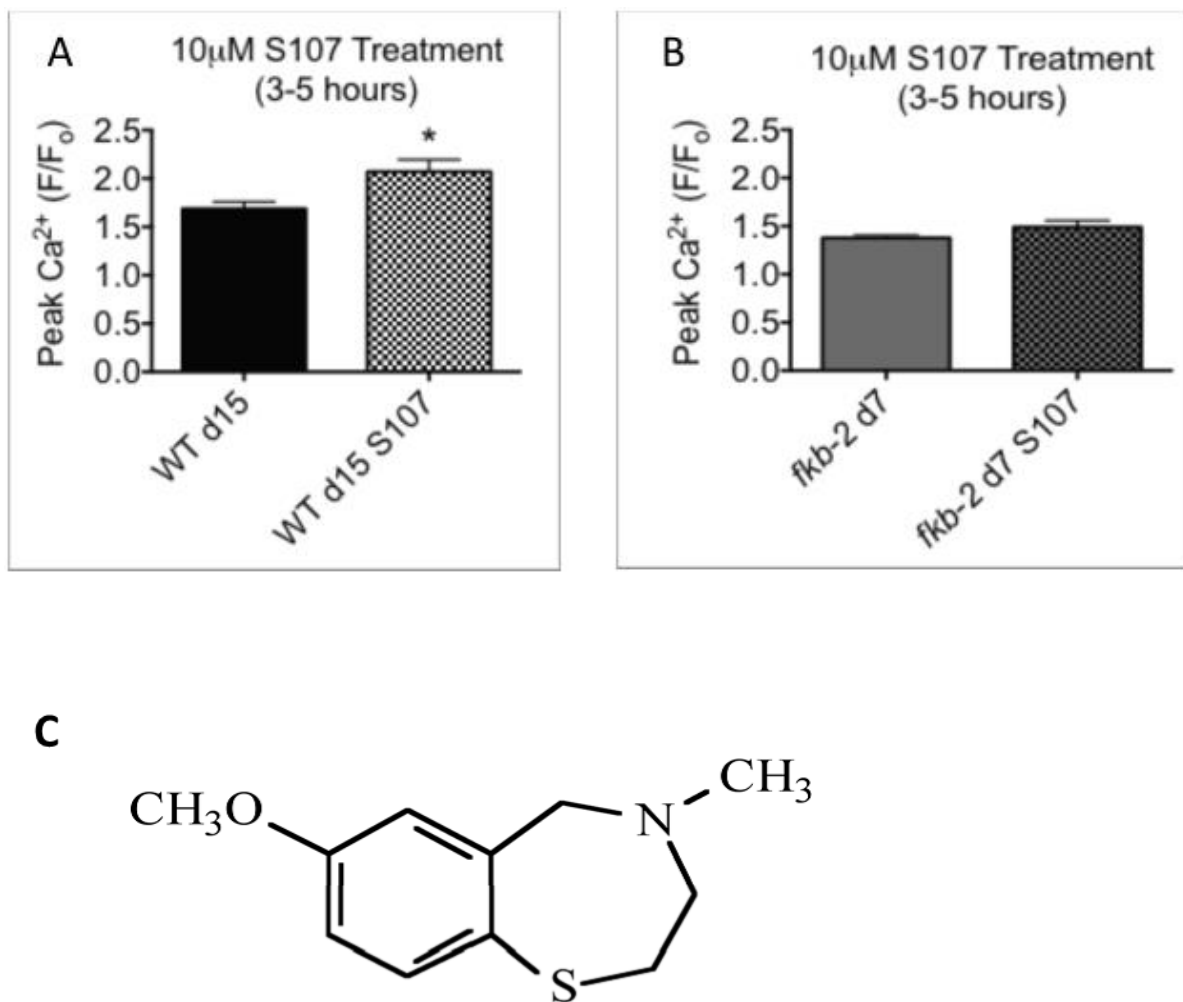 A
10μM S107 Treatment
(3-5 hours)
*
Peak Ca²⁺ (F/Fₒ)
2.5
2.0
1.5
1.0
0.5
0.0
WT d15
WT d15 S107
B
10μM S107 Treatment
(3-5 hours)
Peak Ca²⁺ (F/Fₒ)
2.5
2.0
1.5
1.0
0.5
0.0
fkb-2 d7
fkb-2 d7 S107
C
CH₃O
N
CH₃
S